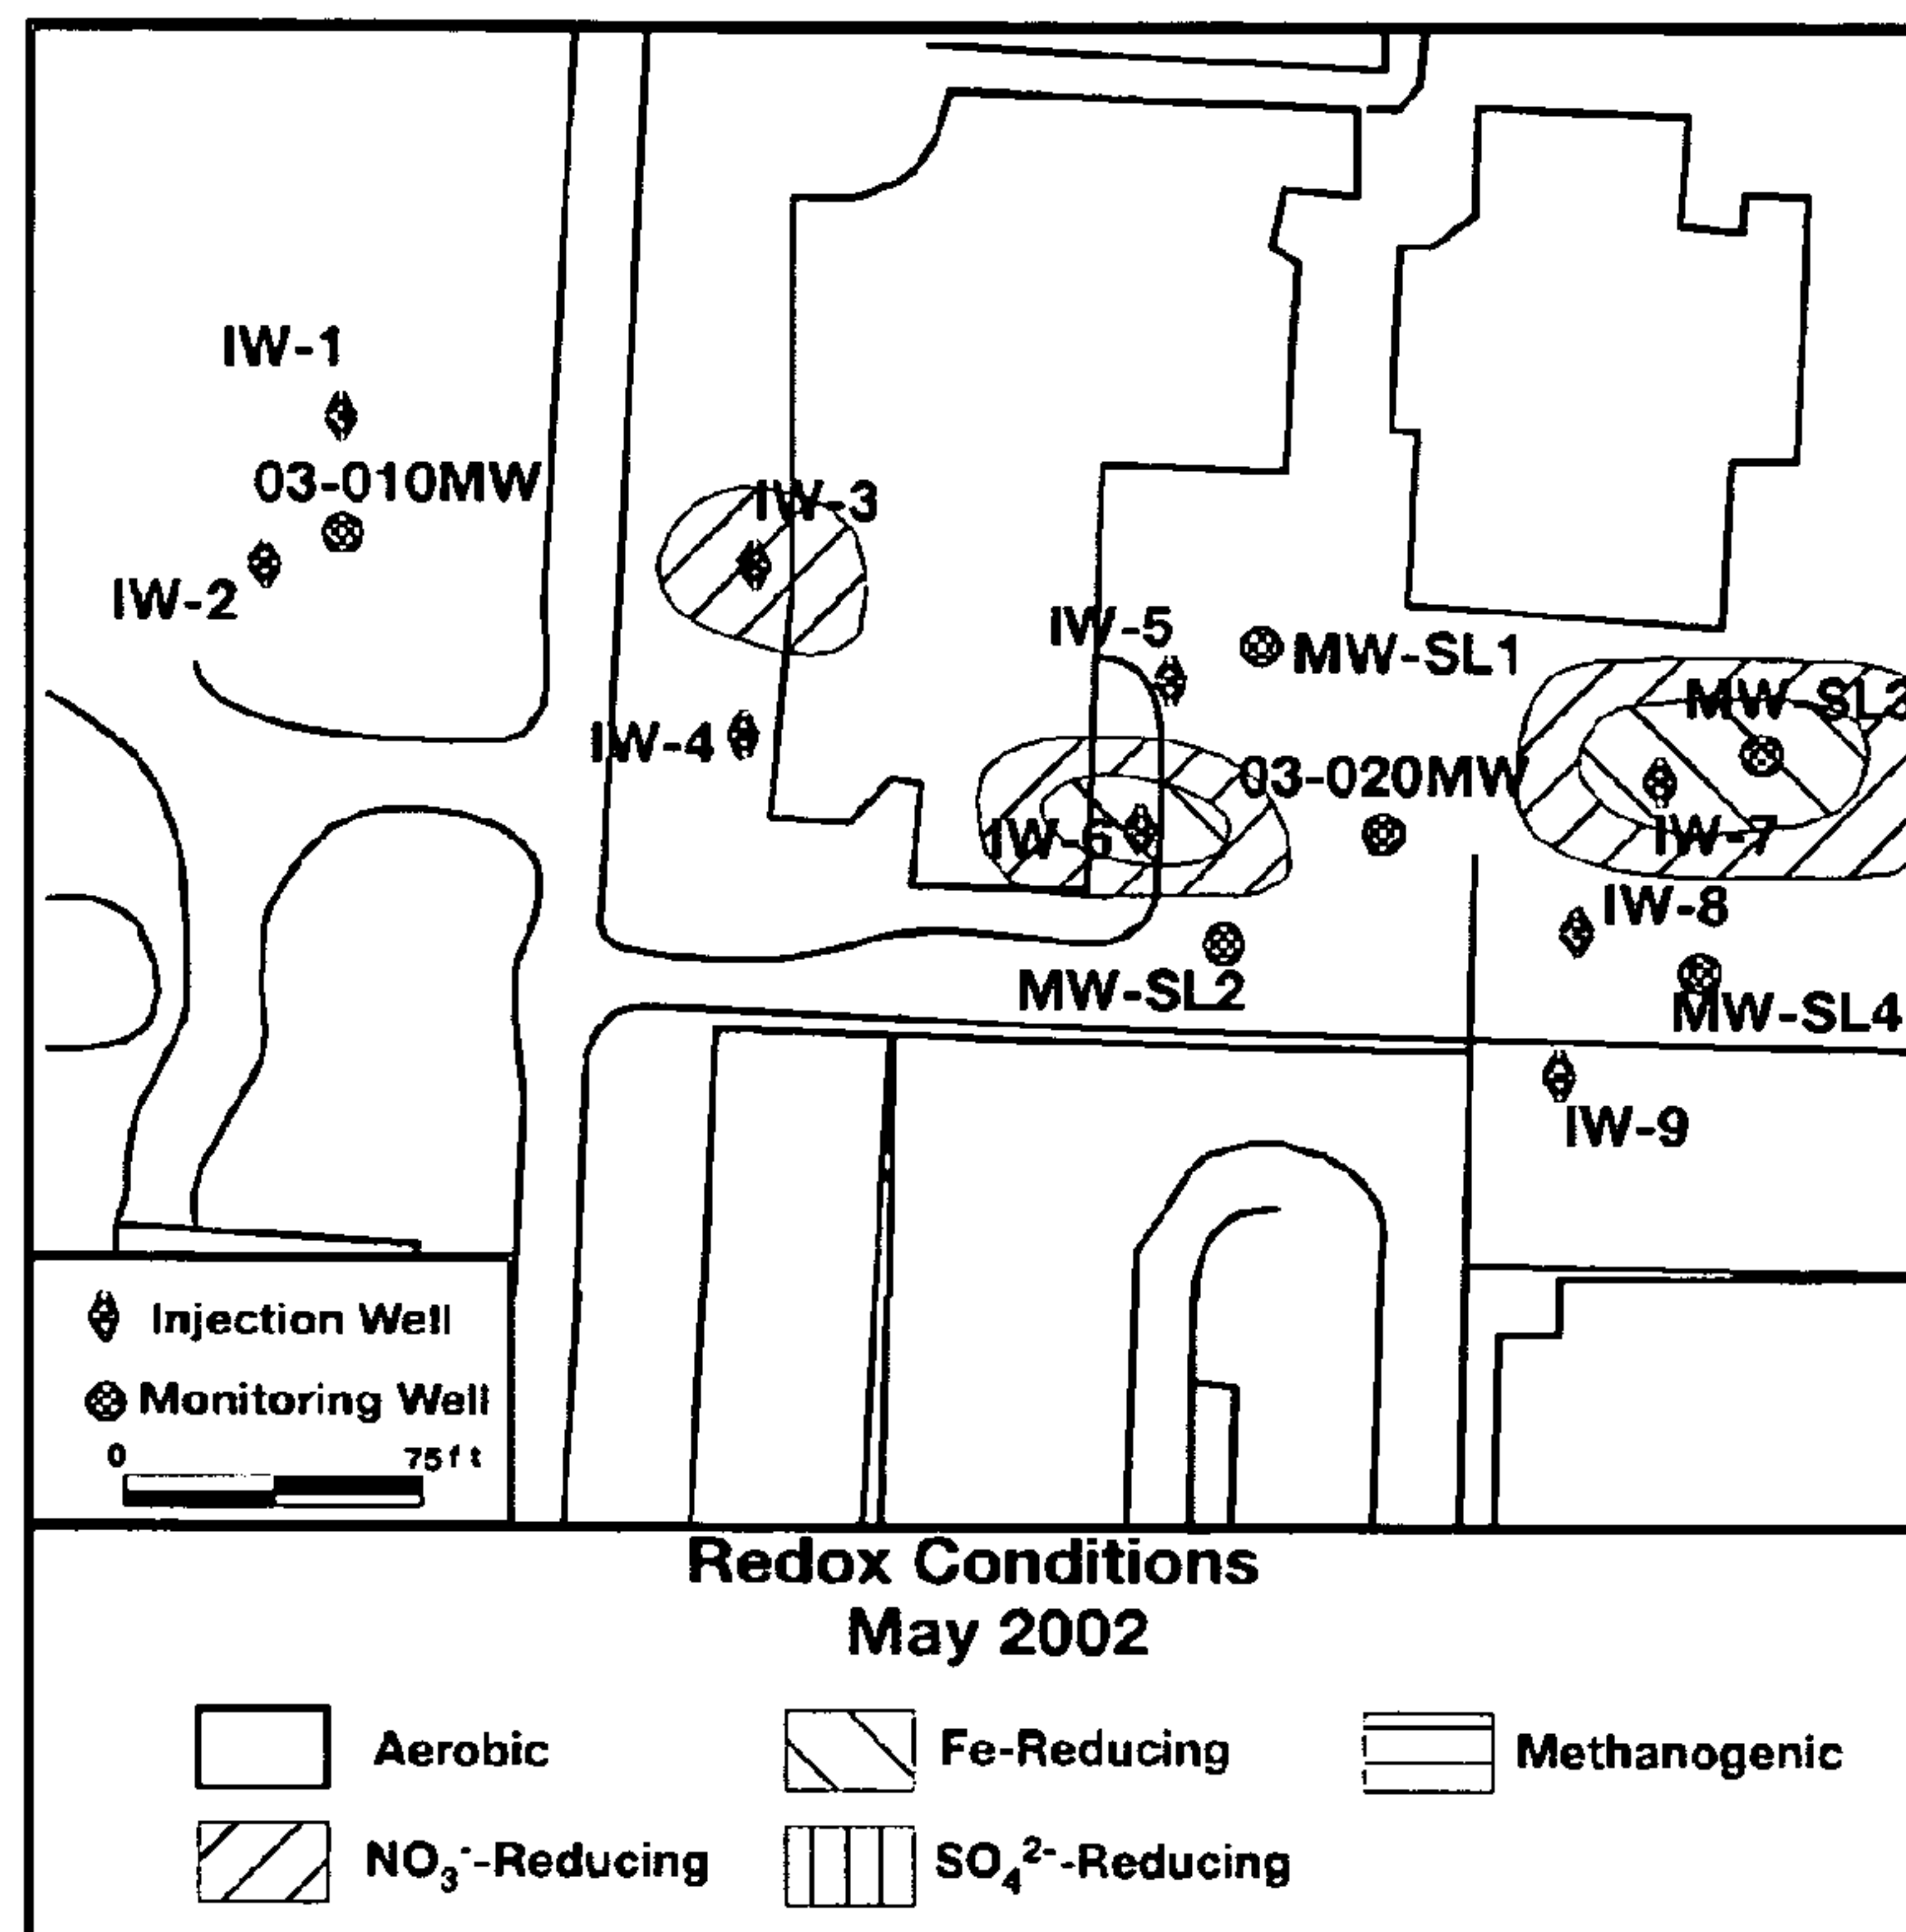 IW-1
03-010MW
IW-2
IW-3
IW-5
MW-SL1
IW-4
MW-SL3
03-020MW
IW-6
IW-7
IW-8
MW-SL2
MW-SL4
IW-9
Injection Well
Monitoring Well
0 75ft
Redox Conditions
May 2002
Aerobic
Fe-Reducing
Methanogenic
NO₃⁻-Reducing
SO₄²⁻-Reducing